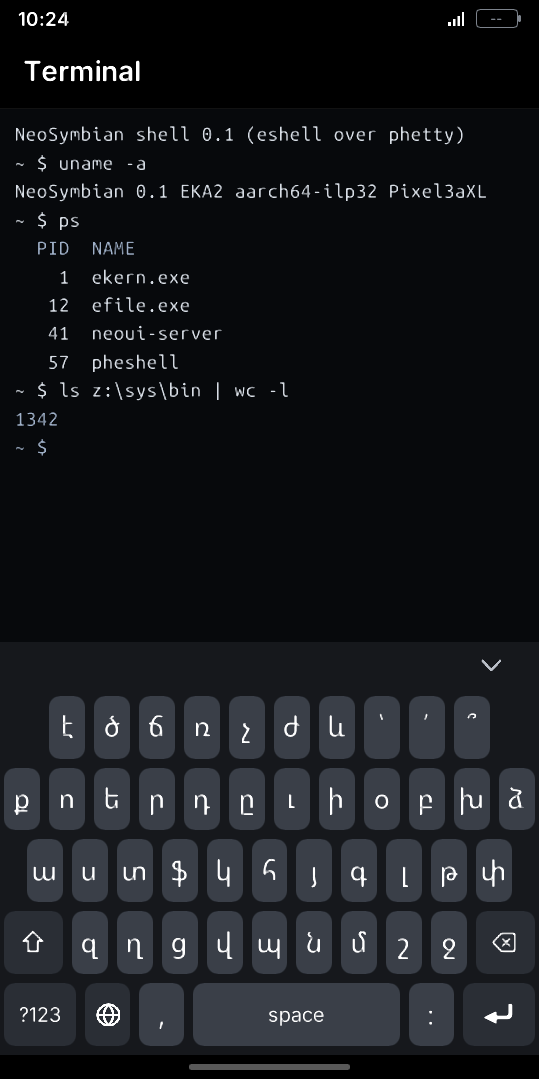 10:24
--
Terminal
NeoSymbian shell 0.1 (eshell over phetty)
~ $ uname -a
NeoSymbian 0.1 EKA2 aarch64-ilp32 Pixel3aXL
~ $ ps
PID NAME
1 ekern.exe
12 efile.exe
41 neoui-server
57 pheshell
~ $ ls z:\sys\bin | wc -l
1342
~ $
է ծ ճ ռ չ ժ և ՝ ՛ ՞
ք ո ե ր դ ը ւ ի օ բ խ ձ
ա ս տ ֆ կ հ յ գ լ թ փ
զ ղ ց վ պ ն մ շ ջ
?123 , space :